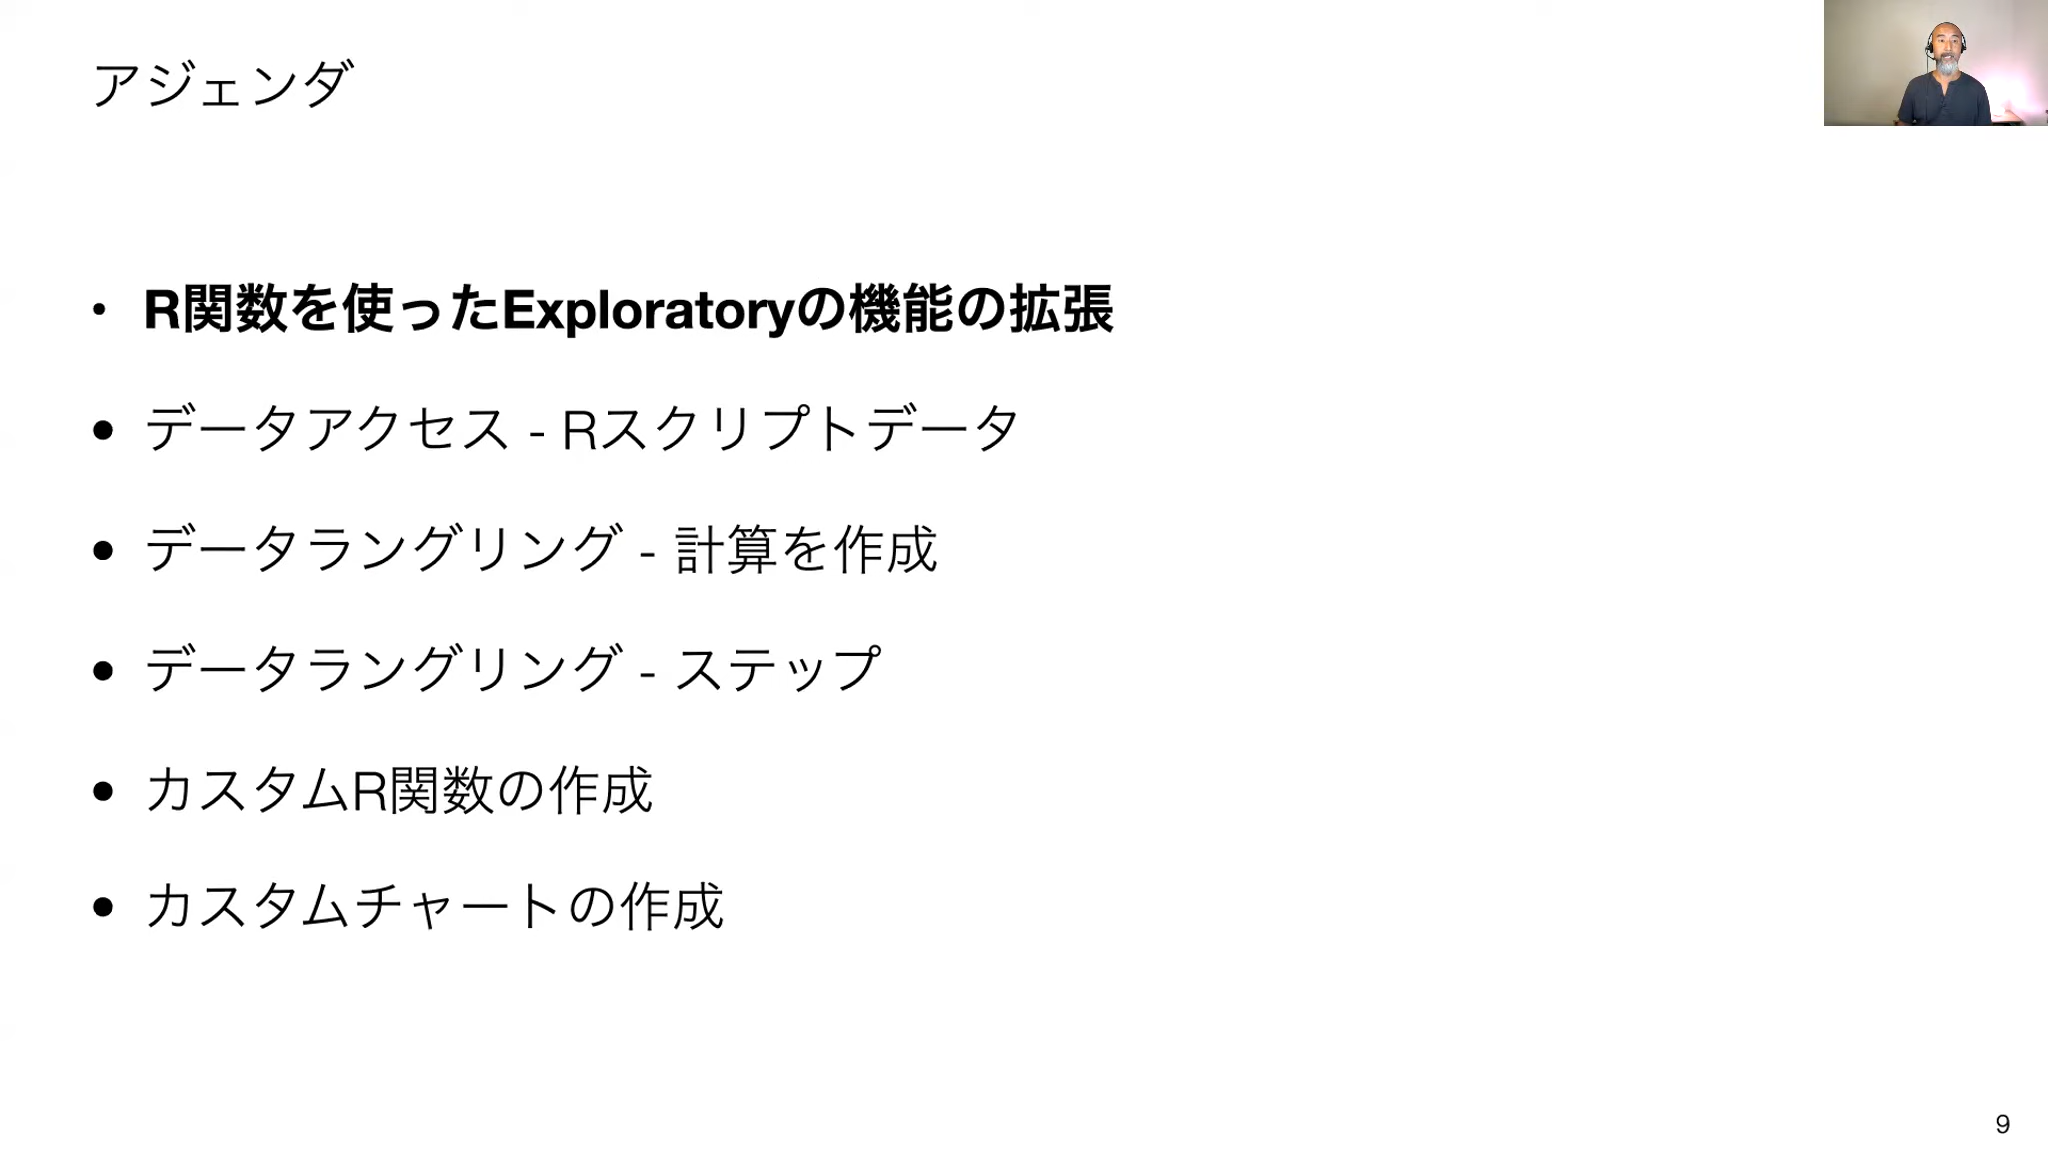 アジェンダ
• R関数を使ったExploratoryの機能の拡張
• データアクセス - Rスクリプトデータ
• データラングリング - 計算を作成
• データラングリング - ステップ
• カスタムR関数の作成
• カスタムチャートの作成
9